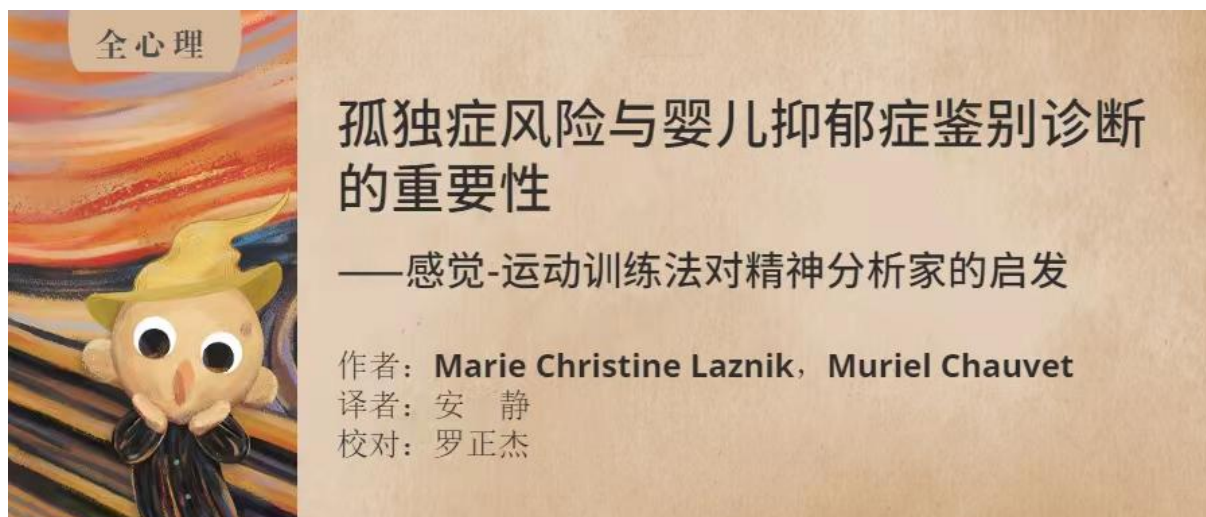 全心理
孤独症风险与婴儿抑郁症鉴别诊断
的重要性
——感觉-运动训练法对精神分析家的启发
作者：Marie Christine Laznik，Muriel Chauvet
译者：安　静
校对：罗正杰